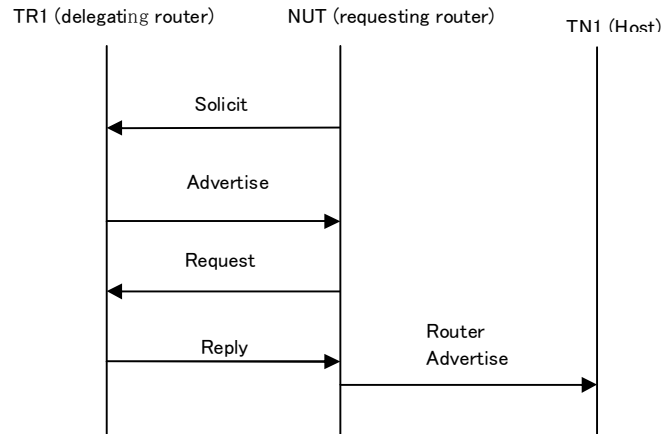 TR1 (delegating router) NUT (requesting router) TN1 (Host)
Solicit
Advertise
Request
Reply
Router
Advertise